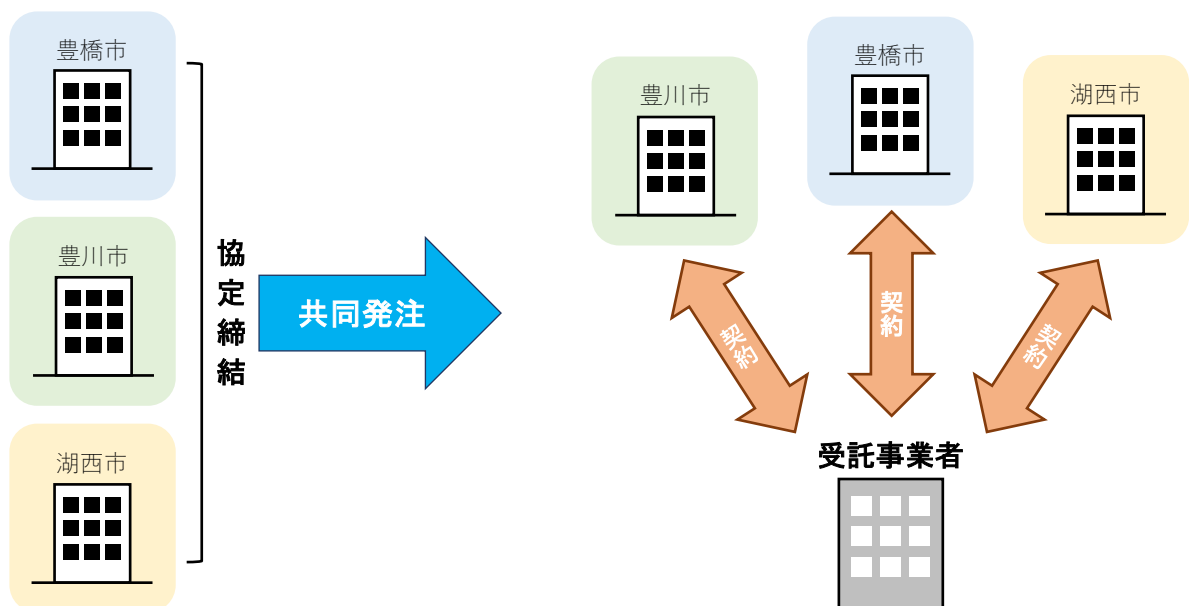 豊橋市
豊川市
湖西市
協定締結
共同発注
豊川市
豊橋市
湖西市
契約
契約
契約
受託事業者